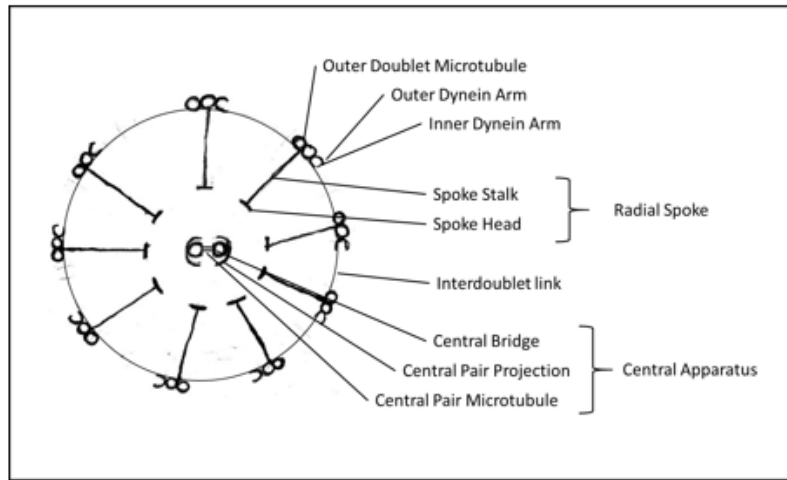 Outer Doublet Microtubule
Outer Dynein Arm
Inner Dynein Arm
Spoke Stalk
Spoke Head
Radial Spoke
Interdoublet link
Central Bridge
Central Pair Projection
Central Pair Microtubule
Central Apparatus